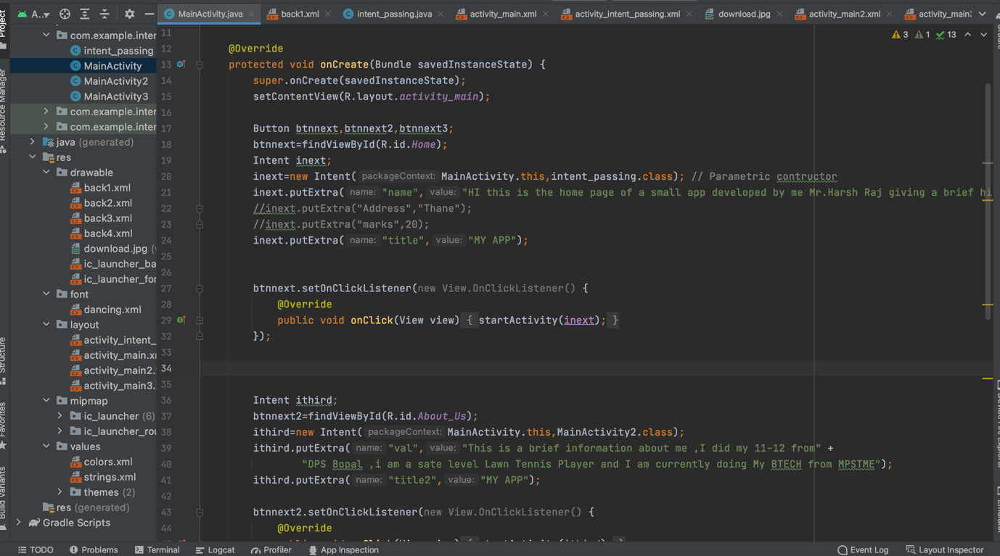 A..
MainActivity.java
back1.xml
intent_passing.java
activity_main.xml
activity_intent_passing.xml
download.jpg
activity_main2.xml
activity_main3
Project
Resource Manager
Structure
Favorites
Build Variants
com.example.inter
intent_passing
MainActivity
MainActivity2
MainActivity3
com.example.inter
com.example.inter
java (generated)
res
drawable
back1.xml
back2.xml
back3.xml
back4.xml
download.jpg (
ic_launcher_ba
ic_launcher_for
font
dancing.xml
layout
activity_intent_
activity_main.xr
activity_main2.
activity_main3.
mipmap
ic_launcher (6)
ic_launcher_rou
values
colors.xml
strings.xml
themes (2)
res (generated)
Gradle Scripts
3 1 13
11
12 @Override
13 protected void onCreate(Bundle savedInstanceState) {
14 super.onCreate(savedInstanceState);
15 setContentView(R.layout.activity_main);
16
17 Button btnnext,btnnext2,btnnext3;
18 btnnext=findViewById(R.id.Home);
19 Intent inext;
20 inext=new Intent( packageContext: MainActivity.this,intent_passing.class); // Parametric contructor
21 inext.putExtra( name: "name", value: "HI this is the home page of a small app developed by me Mr.Harsh Raj giving a brief hi
22 //inext.putExtra("Address","Thane");
23 //inext.putExtra("marks",20);
24 inext.putExtra( name: "title", value: "MY APP");
25
26
27 btnnext.setOnClickListener(new View.OnClickListener() {
28 @Override
29 public void onClick(View view) { startActivity(inext); }
32 });
33
34
35
36 Intent ithird;
37 btnnext2=findViewById(R.id.About_Us);
38 ithird=new Intent( packageContext: MainActivity.this,MainActivity2.class);
39 ithird.putExtra( name: "val", value: "This is a brief information about me ,I did my 11-12 from" +
40 "DPS Bopal ,i am a sate level Lawn Tennis Player and I am currently doing My BTECH from MPSTME");
41 ithird.putExtra( name: "title2", value: "MY APP");
42
43 btnnext2.setOnClickListener(new View.OnClickListener() {
44 @Override
TODO
Problems
Terminal
Logcat
Profiler
App Inspection
Event Log
Layout Inspector